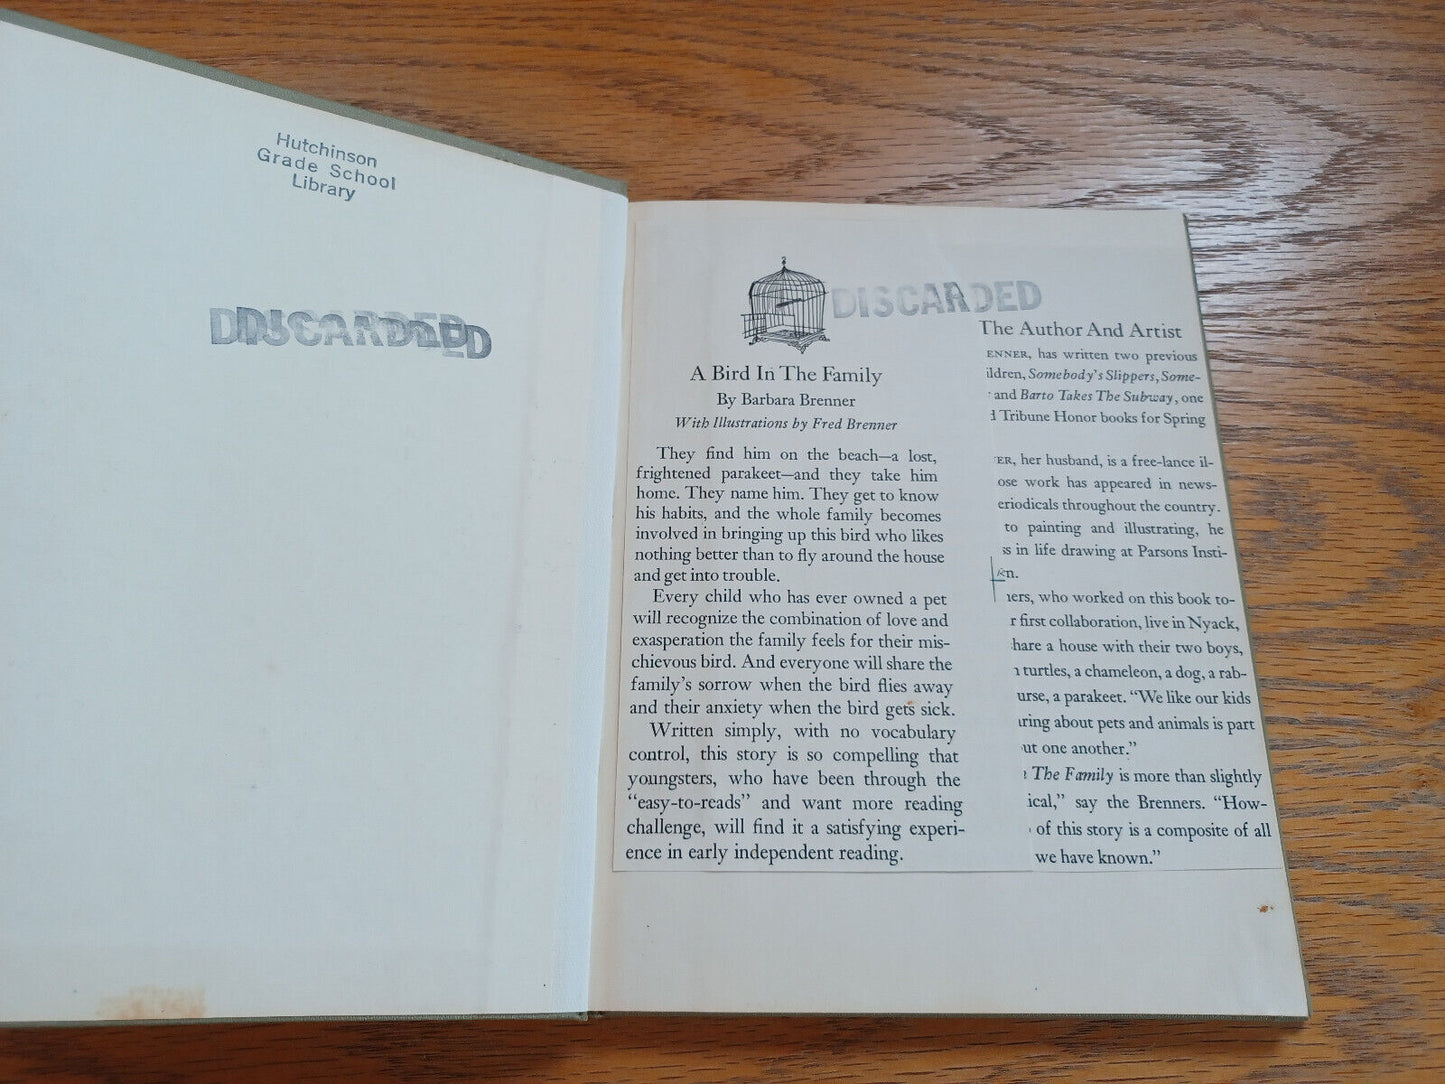 Hutchinson
Grade School
Library
DISCARDED
DISCARDED
DISCARDED
A Bird In The Family
By Barbara Brenner
With Illustrations by Fred Brenner
They find him on the beach—a lost,
frightened parakeet—and they take him
home. They name him. They get to know
his habits, and the whole family becomes
involved in bringing up this bird who likes
nothing better than to fly around the house
and get into trouble.
Every child who has ever owned a pet
will recognize the combination of love and
exasperation the family feels for their mis-
chievous bird. And everyone will share the
family's sorrow when the bird flies away
and their anxiety when the bird gets sick.
Written simply, with no vocabulary
control, this story is so compelling that
youngsters, who have been through the
"easy-to-reads" and want more reading
challenge, will find it a satisfying experi-
ence in early independent reading.
The Author And Artist
ENNER, has written two previous
ildren, Somebody's Slippers, Some-
and Barto Takes The Subway, one
d Tribune Honor books for Spring
ER, her husband, is a free-lance il-
ose work has appeared in news-
eriodicals throughout the country.
to painting and illustrating, he
ss in life drawing at Parsons Insti-
n.
ners, who worked on this book to-
r first collaboration, live in Nyack,
hare a house with their two boys,
n turtles, a chameleon, a dog, a rab-
urse, a parakeet. "We like our kids
aring about pets and animals is part
ut one another."
The Family is more than slightly
ical," say the Brenners. "How-
of this story is a composite of all
we have known."